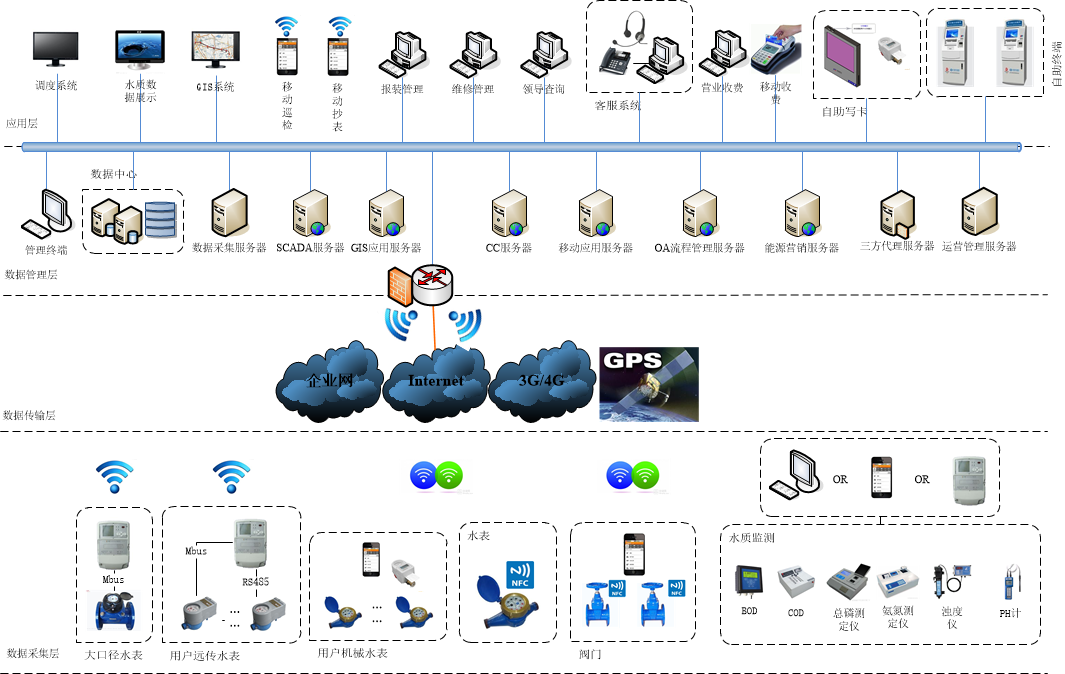 调度系统
水质数
据展示
GIS系统
移
动
巡
检
移
动
抄
表
报装管理
维修管理
领导查询
客服系统
营业收费
移动收
费
自助写卡
自助终端
应用层
数据中心
管理终端
数据采集服务器
SCADA服务器
GIS应用服务器
CC服务器
移动应用服务器
OA流程管理服务器
能源营销服务器
三方代理服务器
运营管理服务器
数据管理层
企业网
Internet
3G/4G
GPS
数据传输层
OR
OR
Mbus
Mbus
RS485
...
...
水表
NFC
NFC
NFC
水质监测
BOD
COD
总磷测
定仪
氨氮测
定仪
浊度
仪
PH计
数据采集层
大口径水表
用户远传水表
用户机械水表
阀门